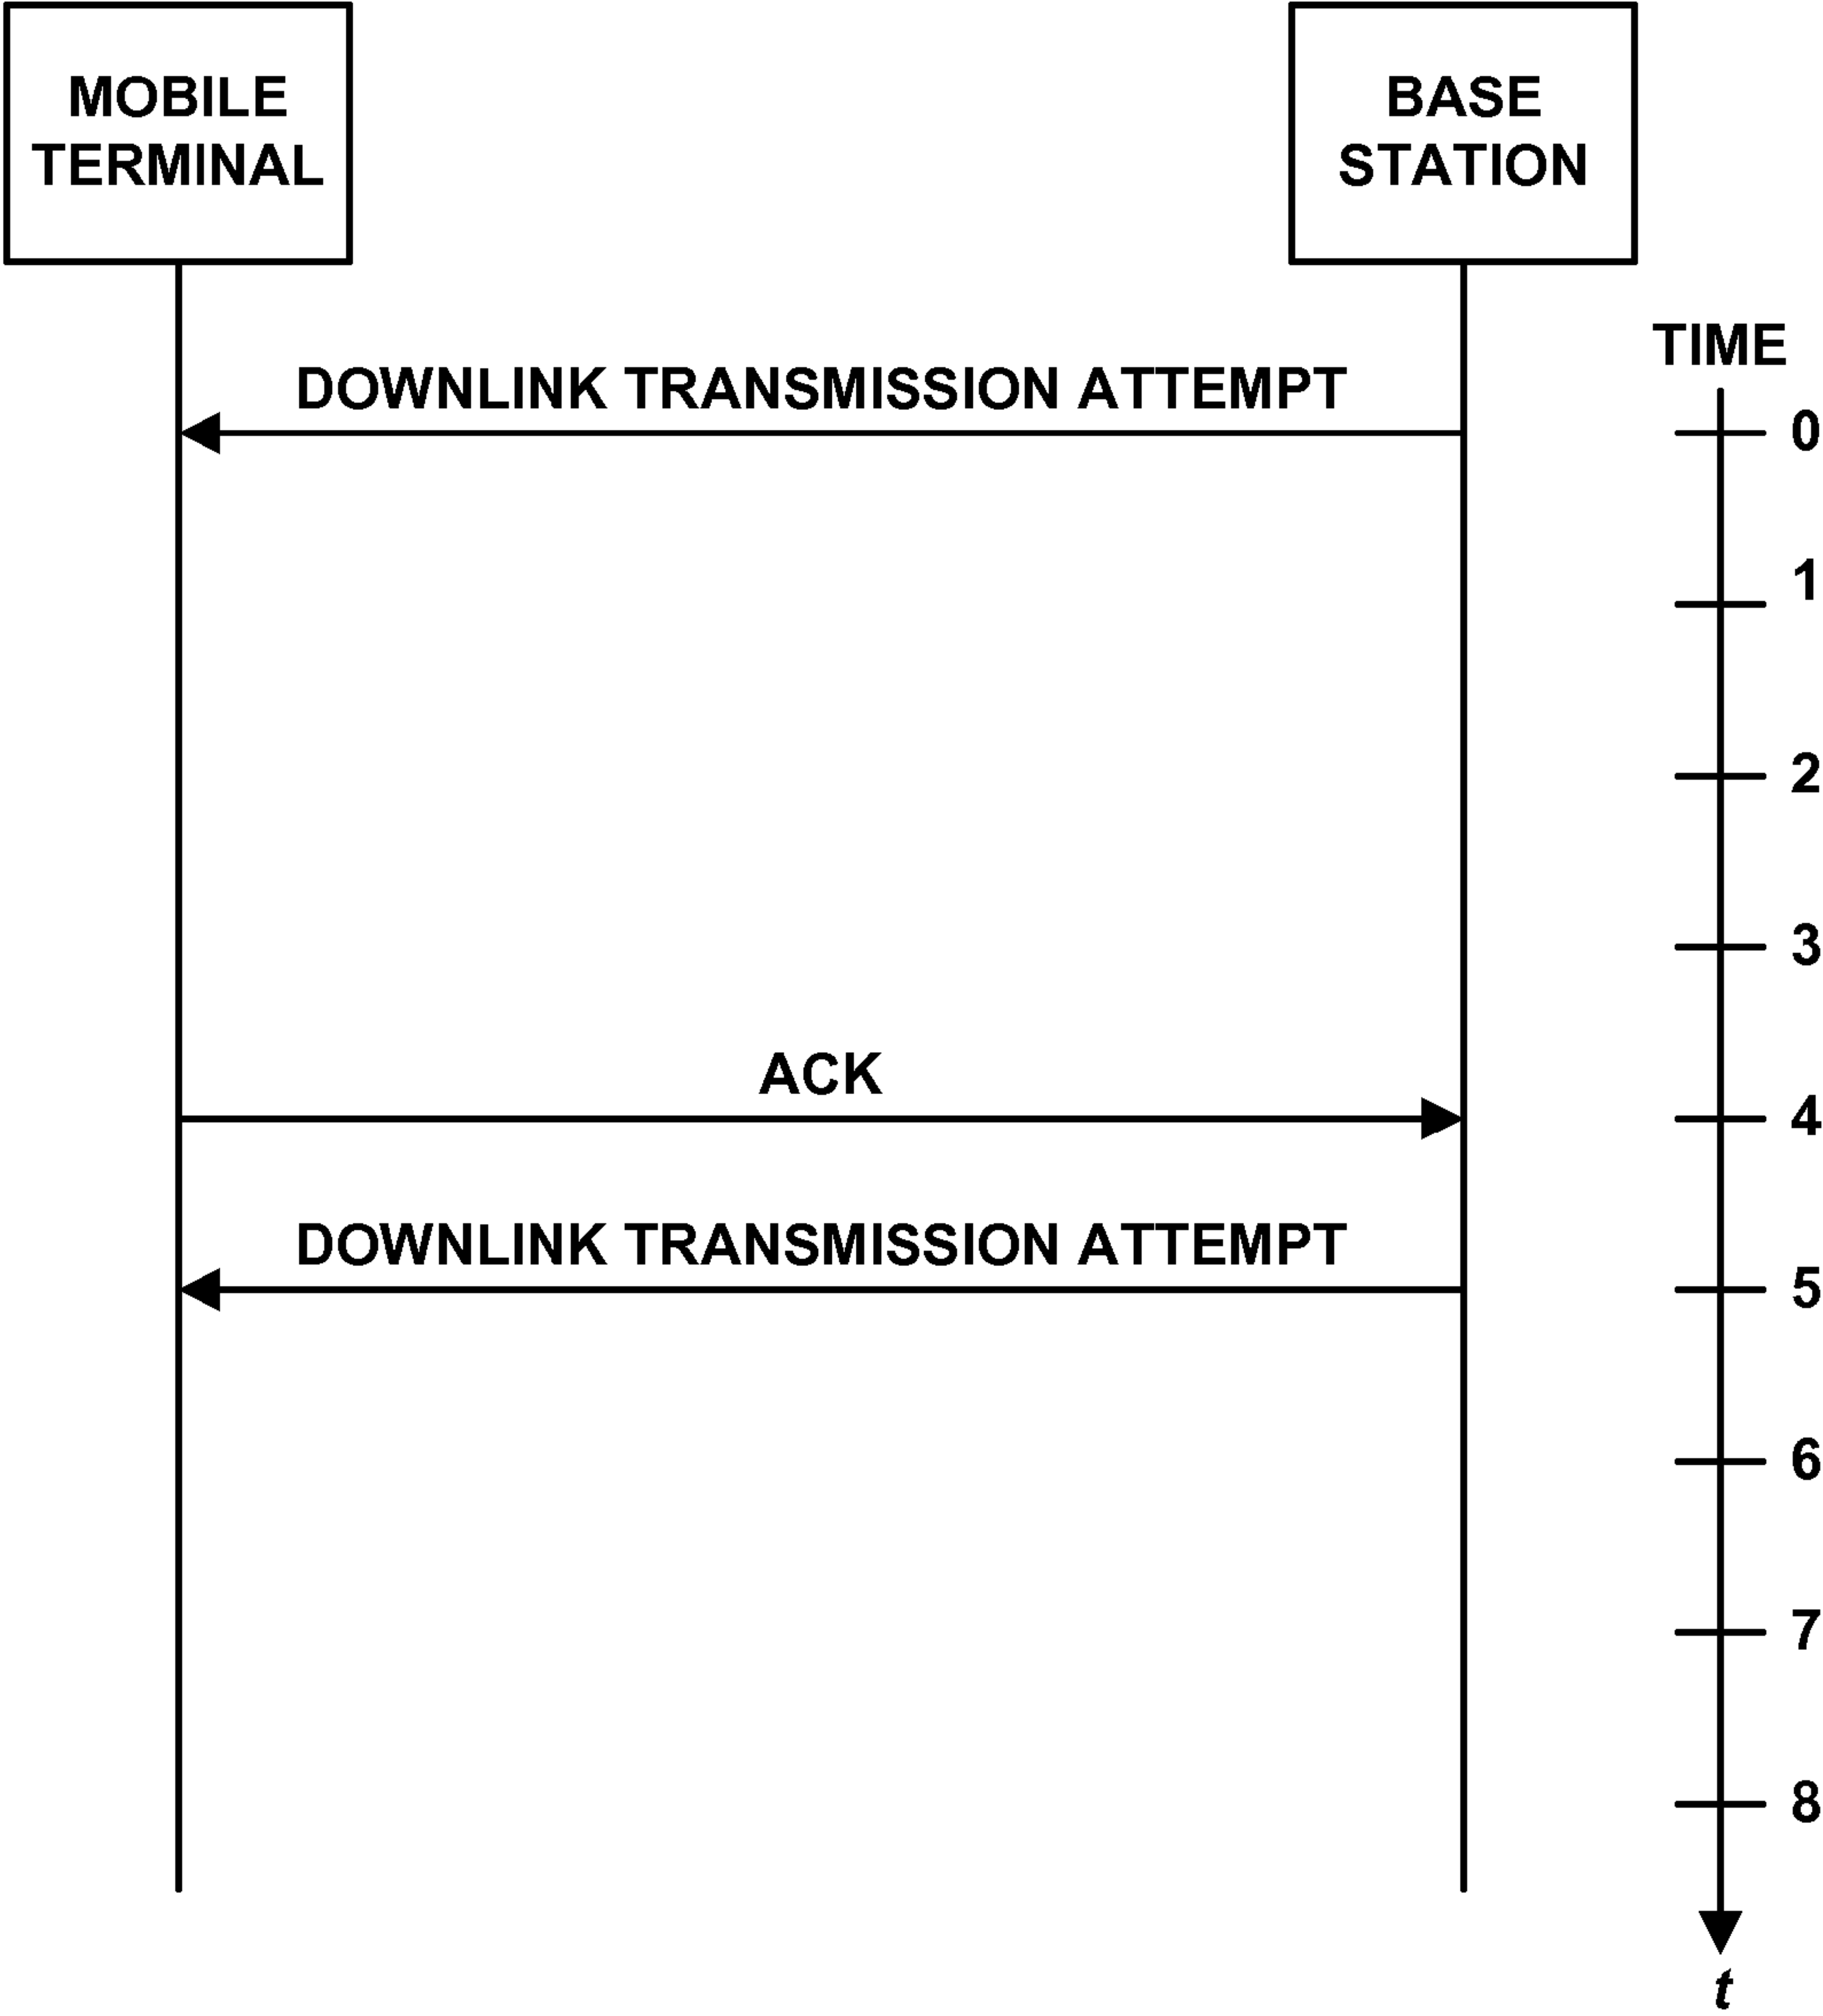 MOBILE
TERMINAL
BASE
STATION
TIME
DOWNLINK TRANSMISSION ATTEMPT
0
1
2
3
ACK
4
DOWNLINK TRANSMISSION ATTEMPT
5
6
7
8
t